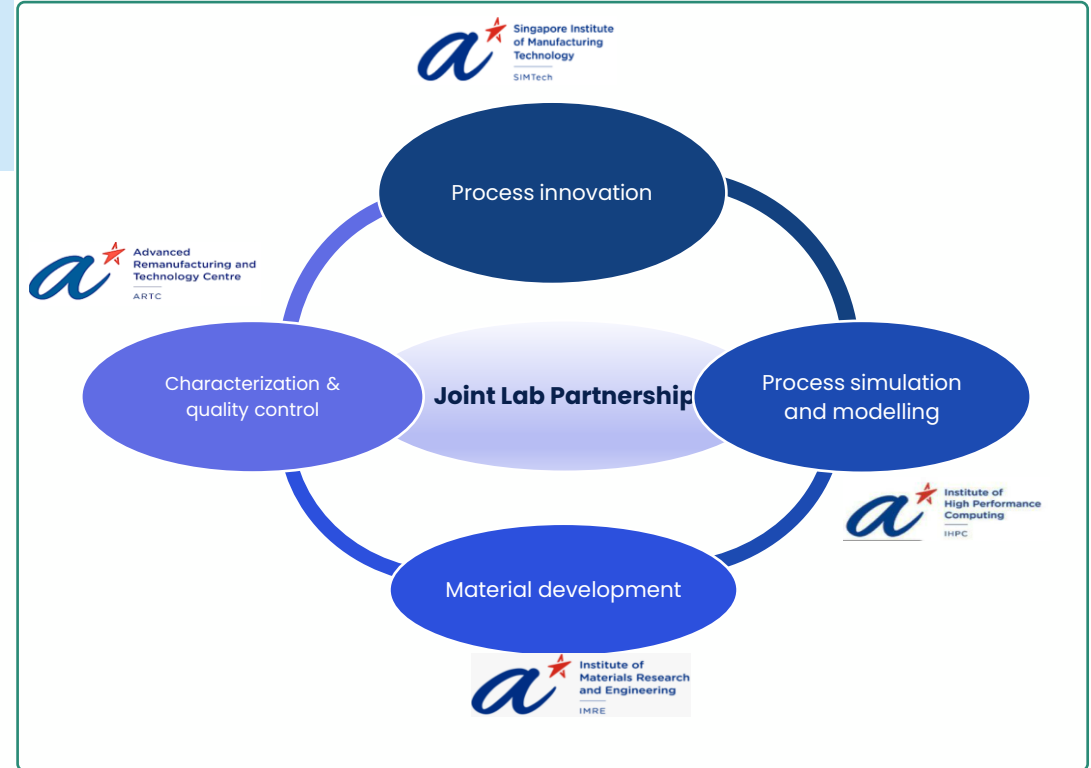 Singapore Institute
of Manufacturing
Technology
SIMTech
Process innovation
Advanced
Remanufacturing and
Technology Centre
ARTC
Characterization &
quality control
Joint Lab Partnership
Process simulation
and modelling
Institute of
High Performance
Computing
IHPC
Material development
Institute of
Materials Research
and Engineering
IMRE